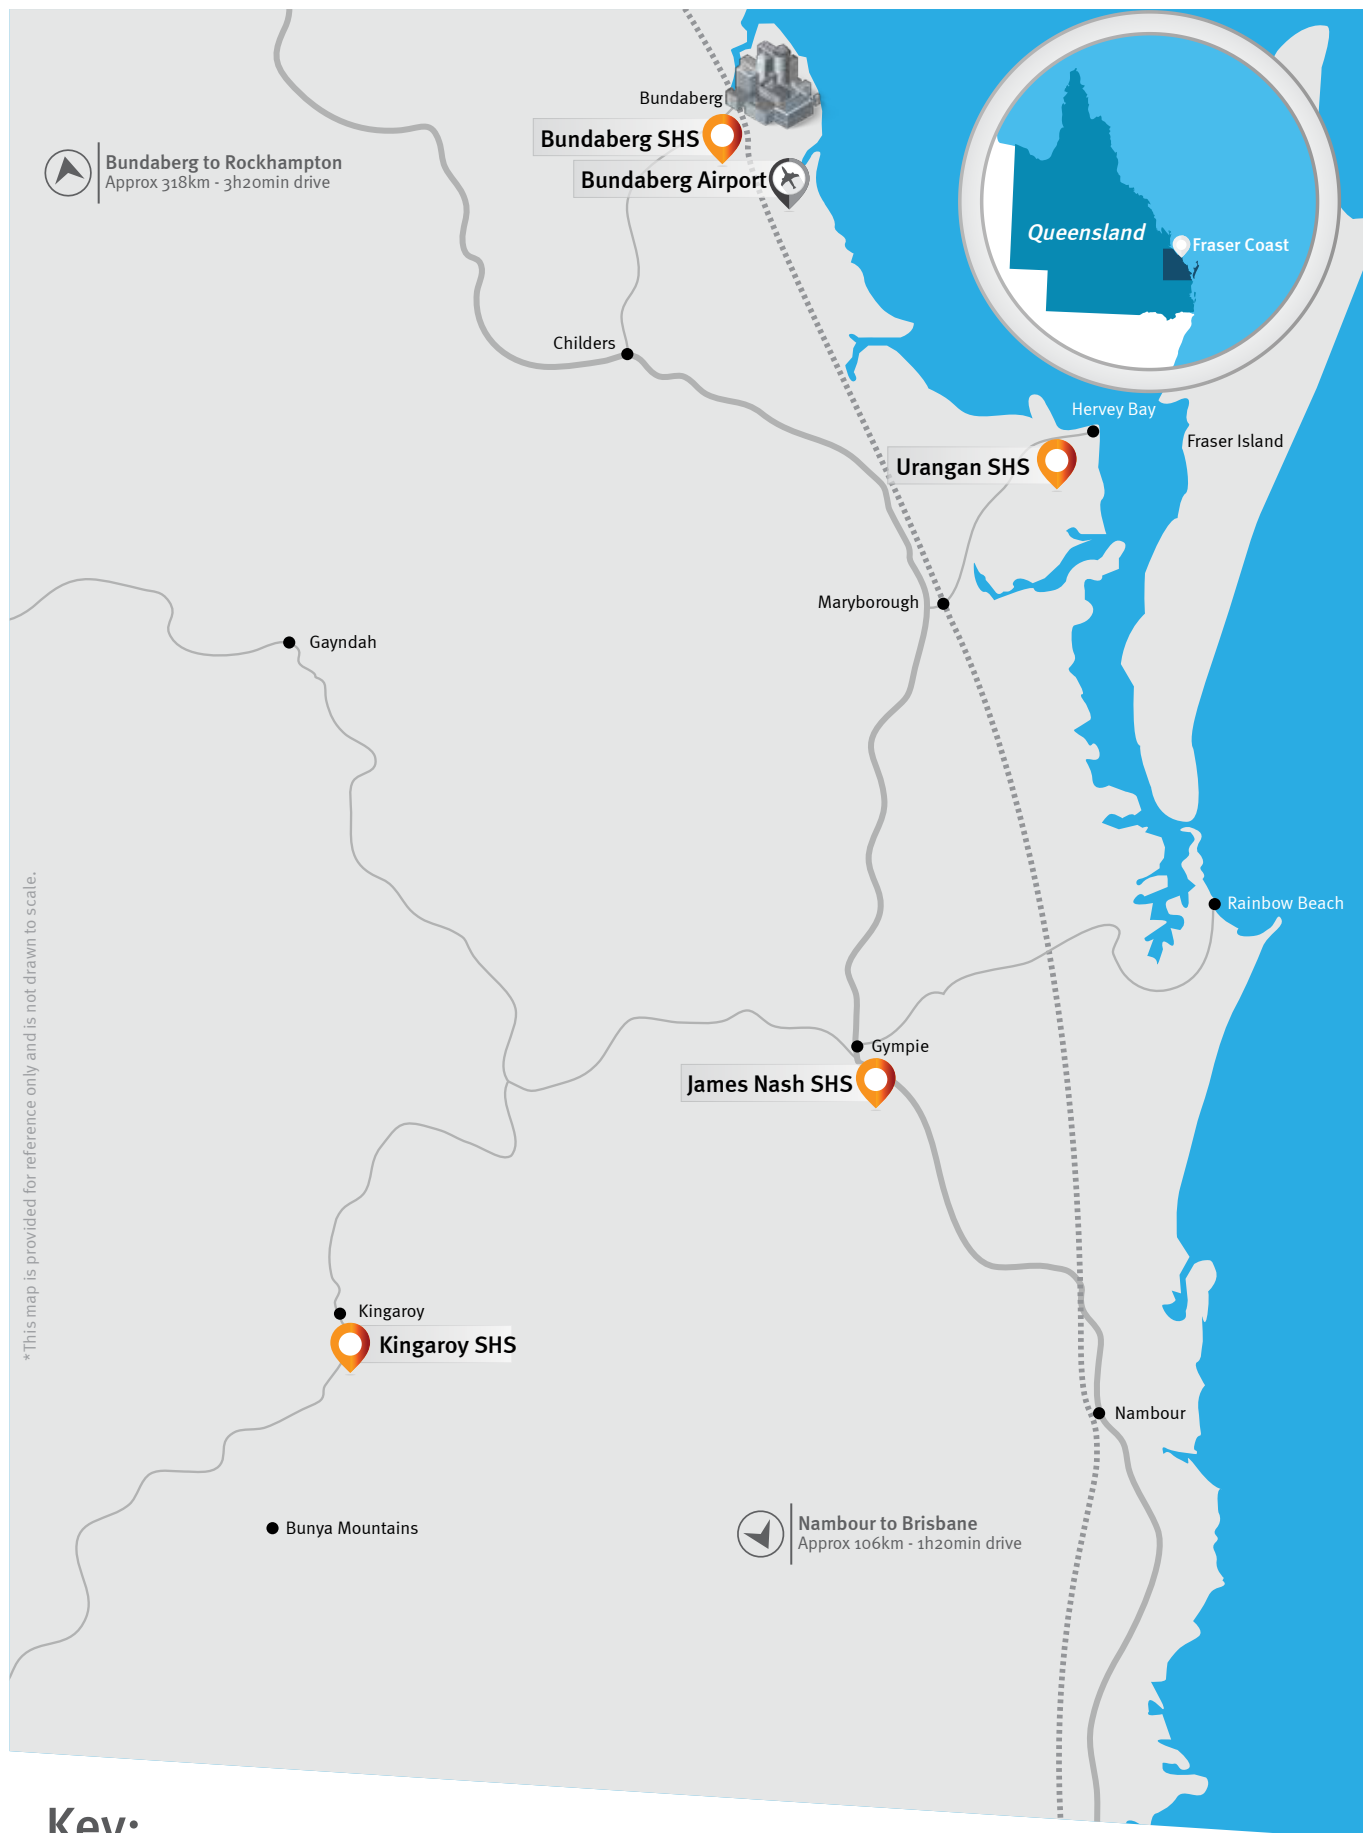 Bundaberg
Bundaberg SHS
Bundaberg to Rockhampton
Approx 318km - 3h20min drive
Bundaberg Airport
Queensland
Fraser Coast
Childers
Hervey Bay
Fraser Island
Urangan SHS
Maryborough
Gayndah
Rainbow Beach
*This map is provided for reference only and is not drawn to scale.
Gympie
James Nash SHS
Kingaroy
Kingaroy SHS
Nambour
Bunya Mountains
Nambour to Brisbane
Approx 106km - 1h20min drive
Key: